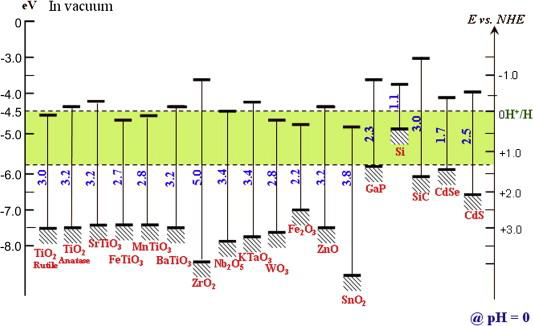 eV In vacuum E vs. NHE
0
-3.0
-4.0
-4.5
-5.0
-6.0
-7.0
-8.0
-1.0
0H⁺/H
+1.0
+2.0
+3.0
3.0 3.2 3.2 2.7 2.8 3.2 5.0 3.4 3.4 2.8 2.2 3.2 3.8 2.3 1.1 3.0 1.7 2.5
TiO₂
Rutile
TiO₂
Anatase
SrTiO₃
FeTiO₃
MnTiO₃
BaTiO₃
ZrO₂
Nb₂O₅
KTaO₃
WO₃
Fe₂O₃
ZnO
SnO₂
GaP
Si
SiC
CdSe
CdS
@ pH = 0